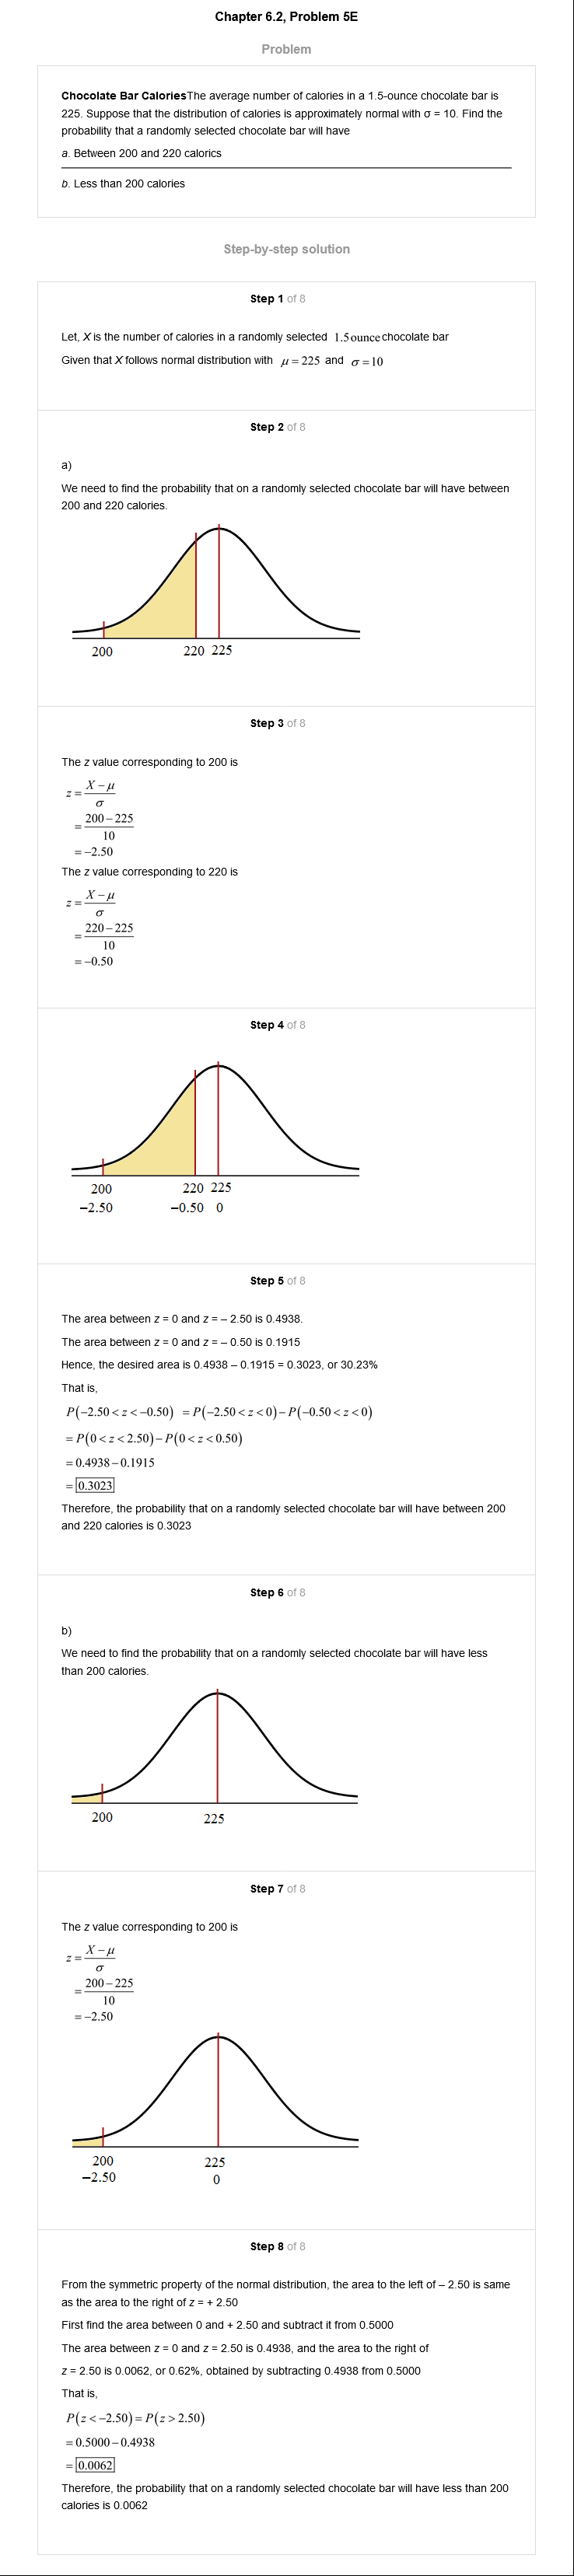 Chapter 6.2, Problem 5E
Problem
Chocolate Bar CaloriesThe average number of calories in a 1.5-ounce chocolate bar is
225. Suppose that the distribution of calories is approximately normal with σ = 10. Find the
probability that a randomly selected chocolate bar will have
a. Between 200 and 220 calorics
b. Less than 200 calories
Step-by-step solution
Step 1 of 8
Let, X is the number of calories in a randomly selected 1.5 ounce chocolate bar
Given that X follows normal distribution with μ = 225 and σ = 10
Step 2 of 8
a)
We need to find the probability that on a randomly selected chocolate bar will have between
200 and 220 calories.
200 220 225
Step 3 of 8
The z value corresponding to 200 is
z = X − μ
σ
= 200 − 225
10
= −2.50
The z value corresponding to 220 is
z = X − μ
σ
= 220 − 225
10
= −0.50
Step 4 of 8
200 220 225
−2.50 −0.50 0
Step 5 of 8
The area between z = 0 and z = – 2.50 is 0.4938.
The area between z = 0 and z = – 0.50 is 0.1915
Hence, the desired area is 0.4938 – 0.1915 = 0.3023, or 30.23%
That is,
P(−2.50 < z < −0.50) = P(−2.50 < z < 0) − P(−0.50 < z < 0)
= P(0 < z < 2.50) − P(0 < z < 0.50)
= 0.4938 − 0.1915
= 0.3023
Therefore, the probability that on a randomly selected chocolate bar will have between 200
and 220 calories is 0.3023
Step 6 of 8
b)
We need to find the probability that on a randomly selected chocolate bar will have less
than 200 calories.
200 225
Step 7 of 8
The z value corresponding to 200 is
z = X − μ
σ
= 200 − 225
10
= −2.50
200 225
−2.50 0
Step 8 of 8
From the symmetric property of the normal distribution, the area to the left of – 2.50 is same
as the area to the right of z = + 2.50
First find the area between 0 and + 2.50 and subtract it from 0.5000
The area between z = 0 and z = 2.50 is 0.4938, and the area to the right of
z = 2.50 is 0.0062, or 0.62%, obtained by subtracting 0.4938 from 0.5000
That is,
P(z < −2.50) = P(z > 2.50)
= 0.5000 − 0.4938
= 0.0062
Therefore, the probability that on a randomly selected chocolate bar will have less than 200
calories is 0.0062